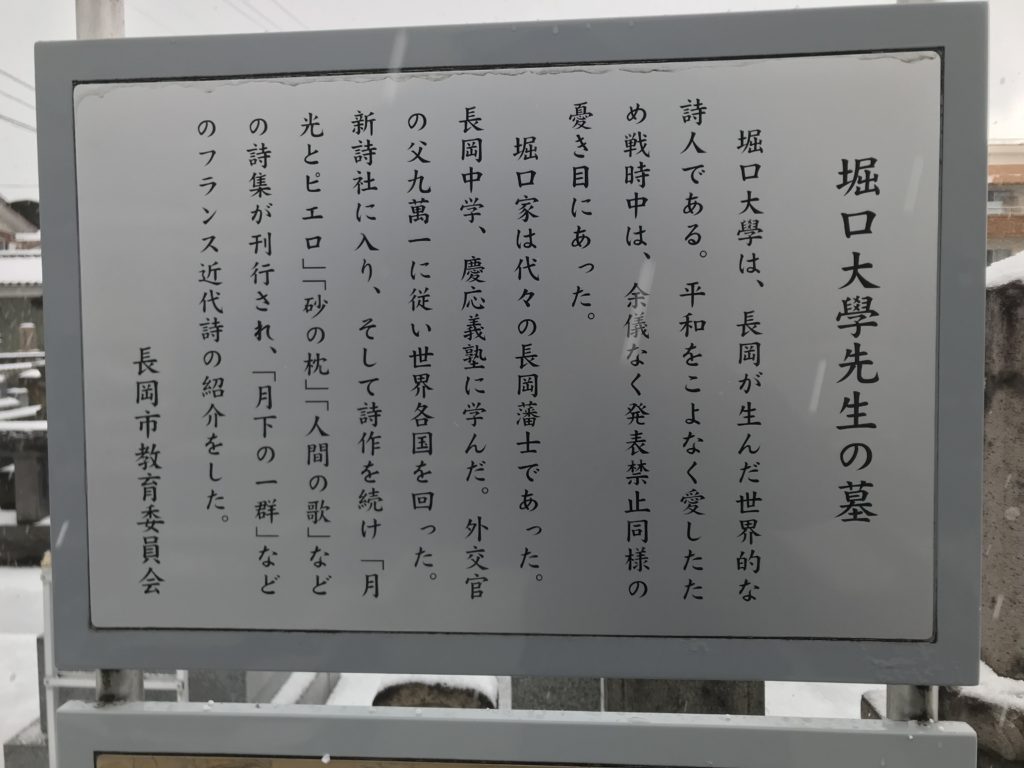 堀口大學先生の墓
堀口大學は、長岡が生んだ世界的な
詩人である。平和をこよなく愛したた
め戦時中は、余儀なく発表禁止同様の
憂き目にあった。
堀口家は代々の長岡藩士であった。
長岡中学、慶応義塾に学んだ。外交官
の父九萬一に従い世界各国を回った。
新詩社に入り、そして詩作を続け「月
光とピエロ」「砂の枕」「人間の歌」など
の詩集が刊行され、「月下の一群」など
のフランス近代詩の紹介をした。
長岡市教育委員会